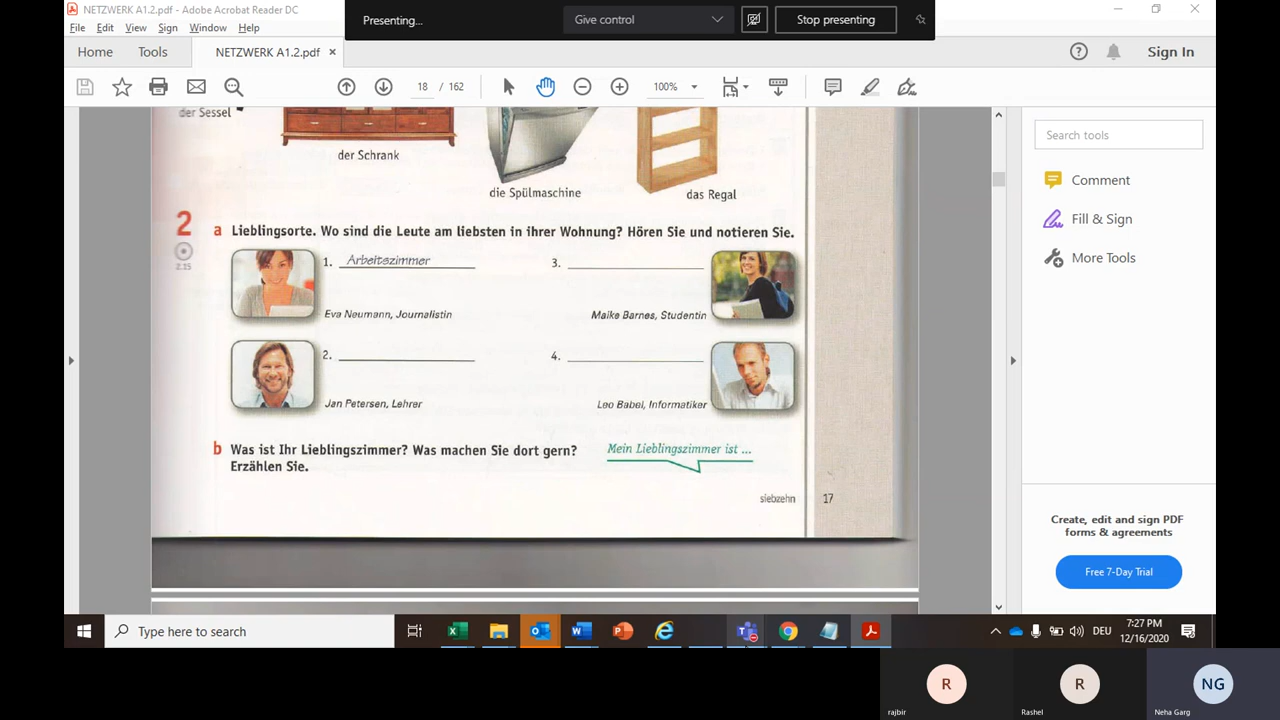 NETZWERK A1.2.pdf - Adobe Acrobat Reader DC
File Edit View Sign Window Help
Presenting...
Give control
Stop presenting
Home Tools NETZWERK A1.2.pdf ×
Sign In
18 / 162
100%
der Sessel
der Schrank
die Spülmaschine
das Regal
2 a Lieblingsorte. Wo sind die Leute am liebsten in ihrer Wohnung? Hören Sie und notieren Sie.
2.15
1. Arbeitszimmer
Eva Neumann, Journalistin
3.
Maike Barnes, Studentin
2.
Jan Petersen, Lehrer
4.
Leo Babel, Informatiker
b Was ist Ihr Lieblingszimmer? Was machen Sie dort gern?
Erzählen Sie.
Mein Lieblingszimmer ist ...
siebzehn 17
Search tools
Comment
Fill & Sign
More Tools
Create, edit and sign PDF
forms & agreements
Free 7-Day Trial
Type here to search
DEU
7:27 PM
12/16/2020
R
rajbir
R
Rashel
NG
Neha Garg